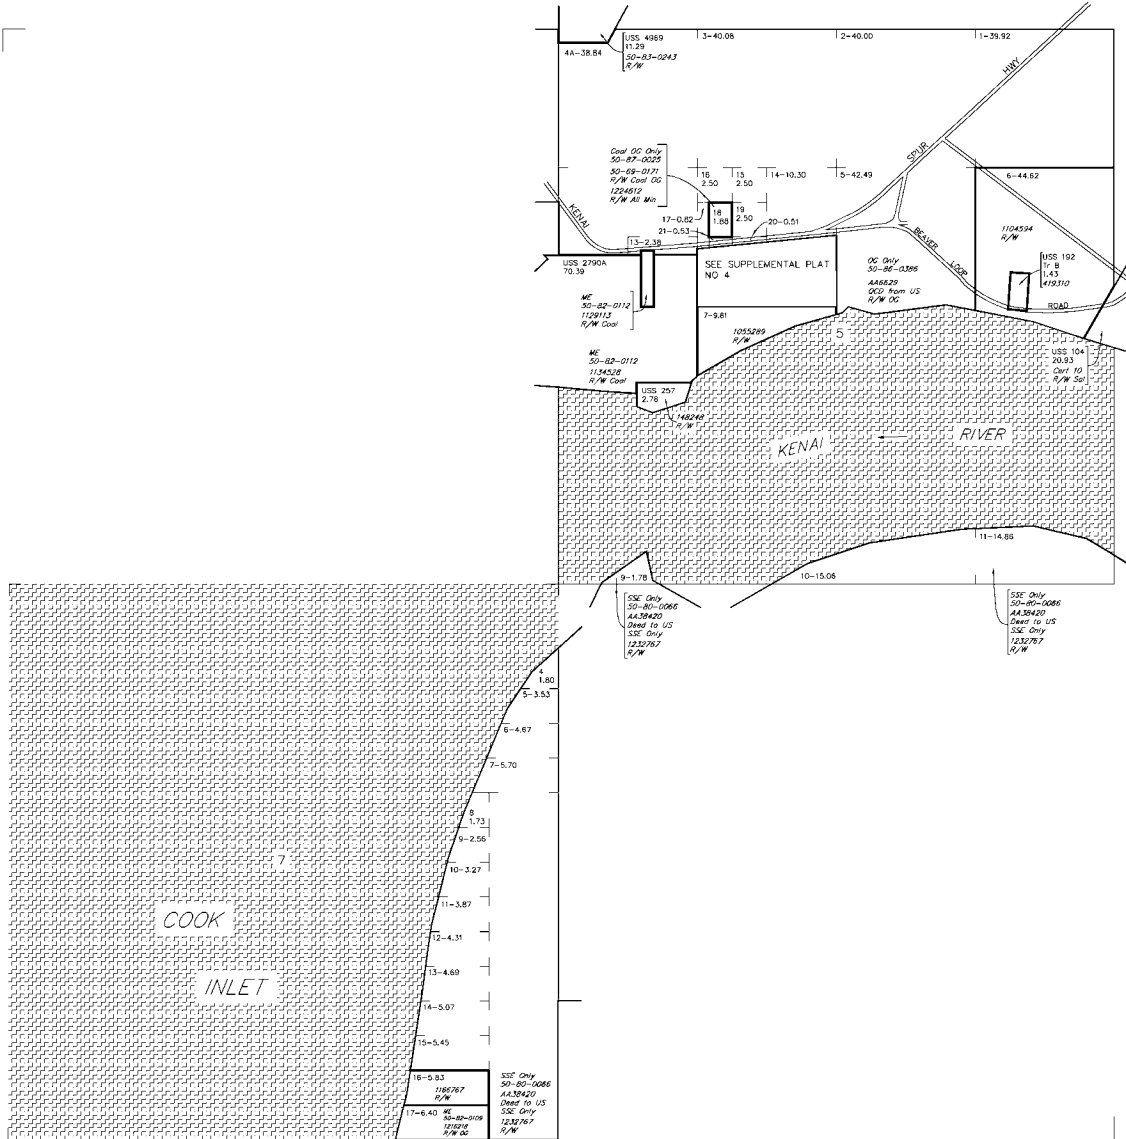 USS 4969
11.29
50-83-0243
R/W
4A-38.84
3-40.08
2-40.00
1-39.92
HWY
SPUR
Coal OG Only
50-87-0025
50-69-0171
R/W Coal OG
1224612
R/W All Min
16
2.50
15
2.50
14-10.30
5-42.49
6-44.62
KENAI
17-0.82
18
1.88
19
2.50
20-0.51
21-0.53
13-2.38
1104594
R/W
BEAVER
LOOP
ROAD
USS 2790A
70.39
SEE SUPPLEMENTAL PLAT
NO 4
OG Only
50-86-0386
AA6629
QCD from US
R/W OG
USS 192
Tr B
1.43
419310
ME
50-82-0112
1129113
R/W Coal
7-9.81
1055289
R/W
5
ME
50-82-0112
1134528
R/W Coal
USS 104
20.93
Cert 10
R/W Sol
USS 257
2.78
148248
R/W
KENAI
RIVER
11-14.86
9-1.78
10-15.06
SSE Only
50-80-0066
AA38420
Deed to US
SSE Only
1232767
R/W
SSE Only
50-80-0086
AA38420
Deed to US
SSE Only
1232767
R/W
4
1.80
5-3.53
6-4.67
7-5.70
8
1.73
9-2.56
7
10-3.27
11-3.87
COOK
12-4.31
13-4.69
INLET
14-5.07
15-5.45
16-5.83
1166767
R/W
17-6.40
ME
50-82-0109
1216218
R/W OG
SSE Only
50-80-0086
AA38420
Deed to US
SSE Only
1232767
R/W